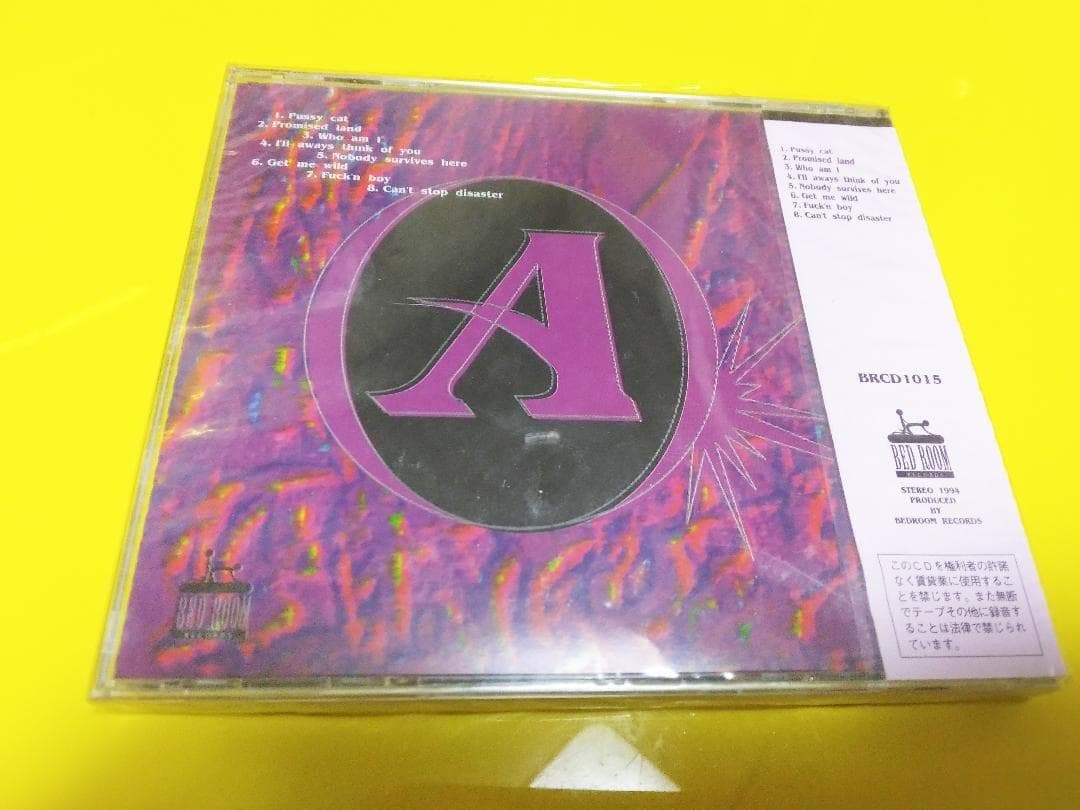 1. Pussy cat
2. Promised land
3. Who am I
4. I'll aways think of you
5. Nobody survives here
6. Get me wild
7. Fuck'n boy
8. Can't stop disaster
A
BED ROOM
RECORDS
1. Pussy cat
2. Promised land
3. Who am I
4. I'll aways think of you
5. Nobody survives here
6. Get me wild
7. Fuck'n boy
8. Can't stop disaster
BRCD1015
BED ROOM
RECORDS
STEREO 1994
PRODUCED
BY
BEDROOM RECORDS
このCDを権利者の許諾
なく賃貸業に使用するこ
とを禁じます。また無断
でテープその他に録音す
ることは法律で禁じられ
ています。